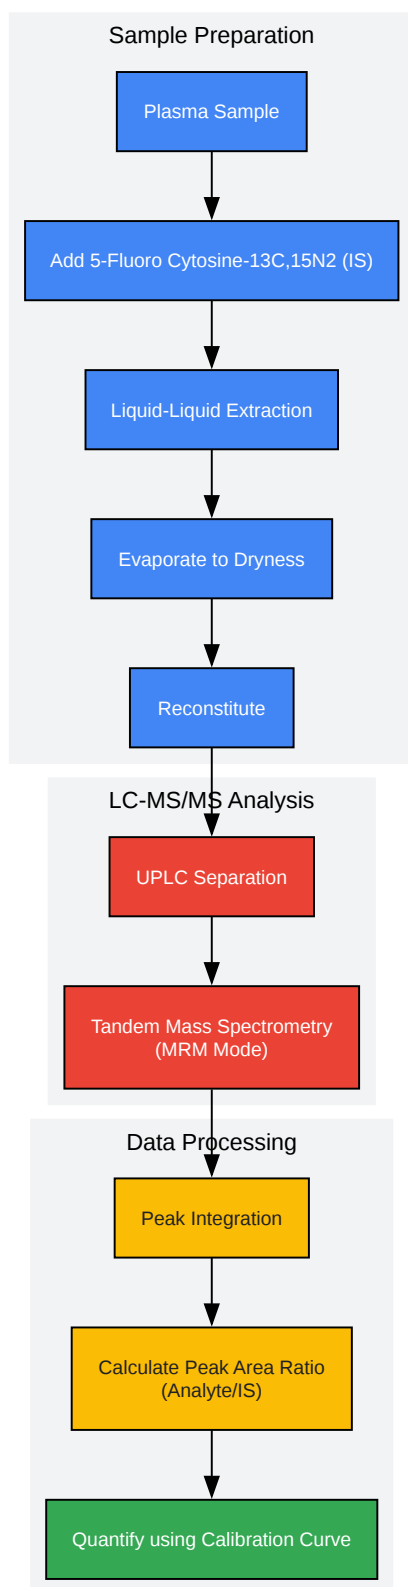 Sample Preparation
Plasma Sample
Add 5-Fluoro Cytosine-13C,15N2 (IS)
Liquid-Liquid Extraction
Evaporate to Dryness
Reconstitute
LC-MS/MS Analysis
UPLC Separation
Tandem Mass Spectrometry
(MRM Mode)
Data Processing
Peak Integration
Calculate Peak Area Ratio
(Analyte/IS)
Quantify using Calibration Curve